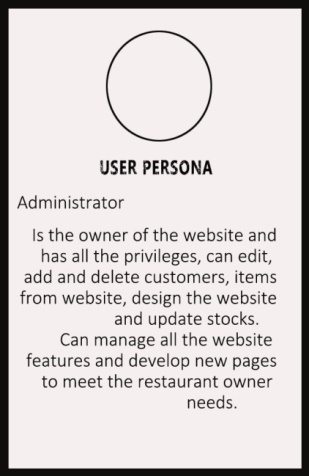 USER PERSONA
Administrator
Is the owner of the website and
has all the privileges, can edit,
add and delete customers, items
from website, design the website
and update stocks.
Can manage all the website
features and develop new pages
to meet the restaurant owner
needs.